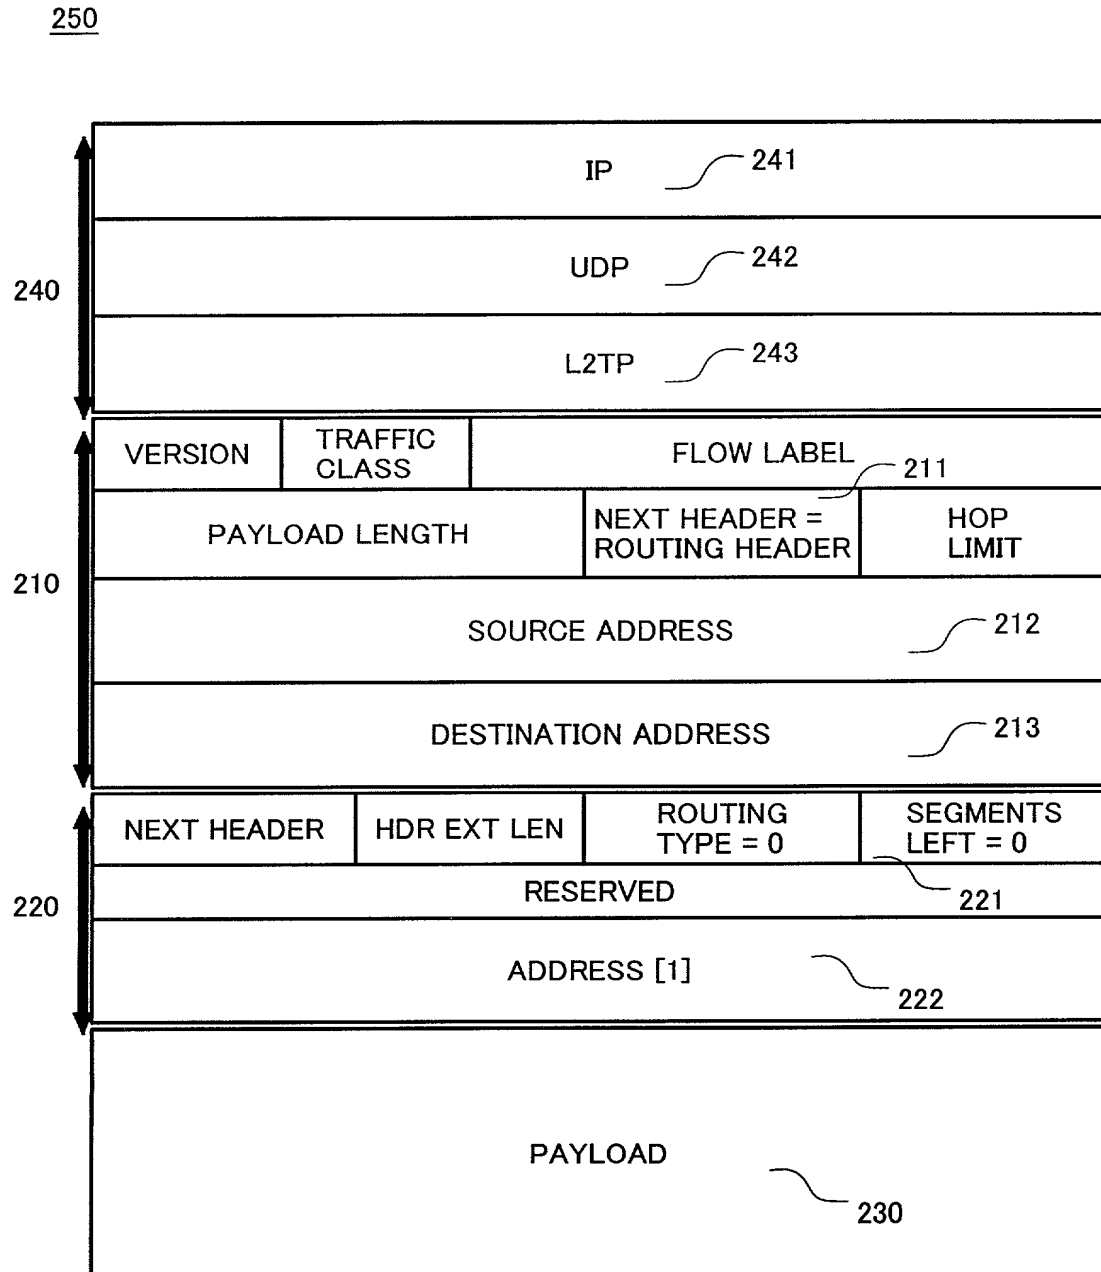 250
IP
241
UDP
242
240
L2TP
243
VERSION
TRAFFIC
CLASS
FLOW LABEL
211
PAYLOAD LENGTH
NEXT HEADER =
ROUTING HEADER
HOP
LIMIT
210
SOURCE ADDRESS
212
DESTINATION ADDRESS
213
NEXT HEADER
HDR EXT LEN
ROUTING
TYPE = 0
SEGMENTS
LEFT = 0
220
RESERVED
221
ADDRESS [1]
222
PAYLOAD
230